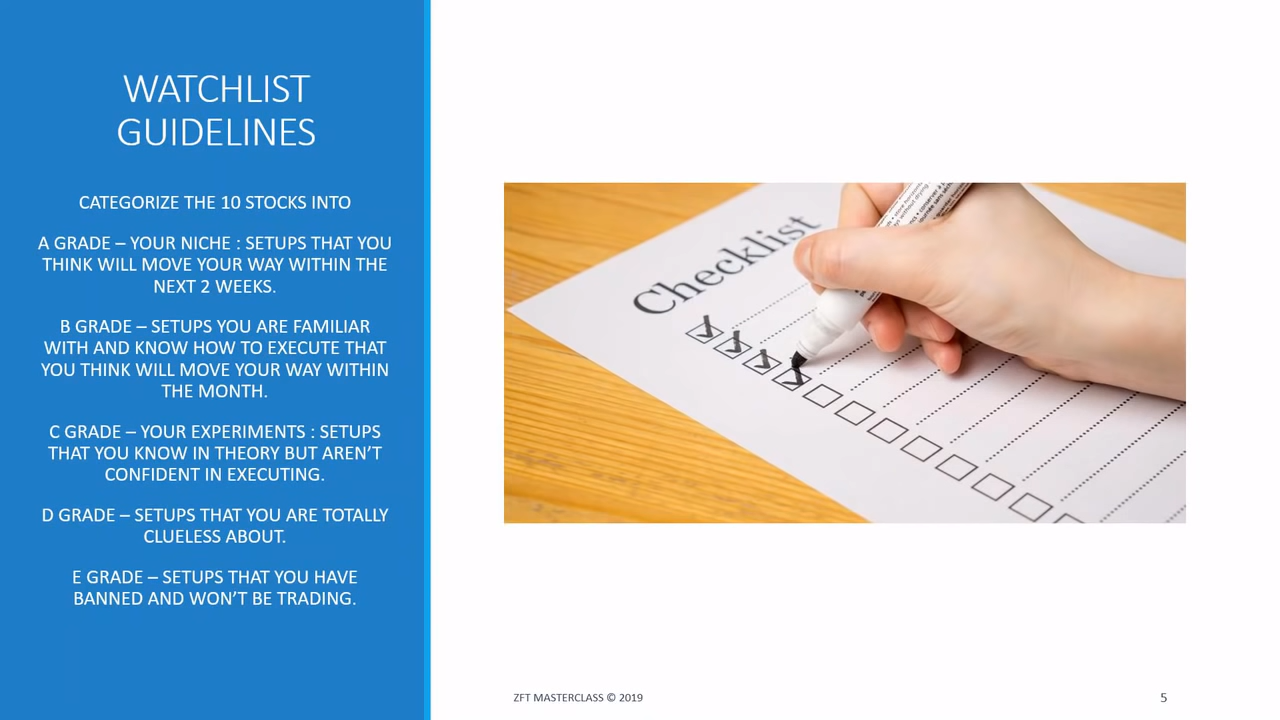 WATCHLIST
GUIDELINES
CATEGORIZE THE 10 STOCKS INTO
A GRADE – YOUR NICHE : SETUPS THAT YOU
THINK WILL MOVE YOUR WAY WITHIN THE
NEXT 2 WEEKS.
B GRADE – SETUPS YOU ARE FAMILIAR
WITH AND KNOW HOW TO EXECUTE THAT
YOU THINK WILL MOVE YOUR WAY WITHIN
THE MONTH.
C GRADE – YOUR EXPERIMENTS : SETUPS
THAT YOU KNOW IN THEORY BUT AREN’T
CONFIDENT IN EXECUTING.
D GRADE – SETUPS THAT YOU ARE TOTALLY
CLUELESS ABOUT.
E GRADE – SETUPS THAT YOU HAVE
BANNED AND WON’T BE TRADING.
Checklist
ZFT MASTERCLASS © 2019
5